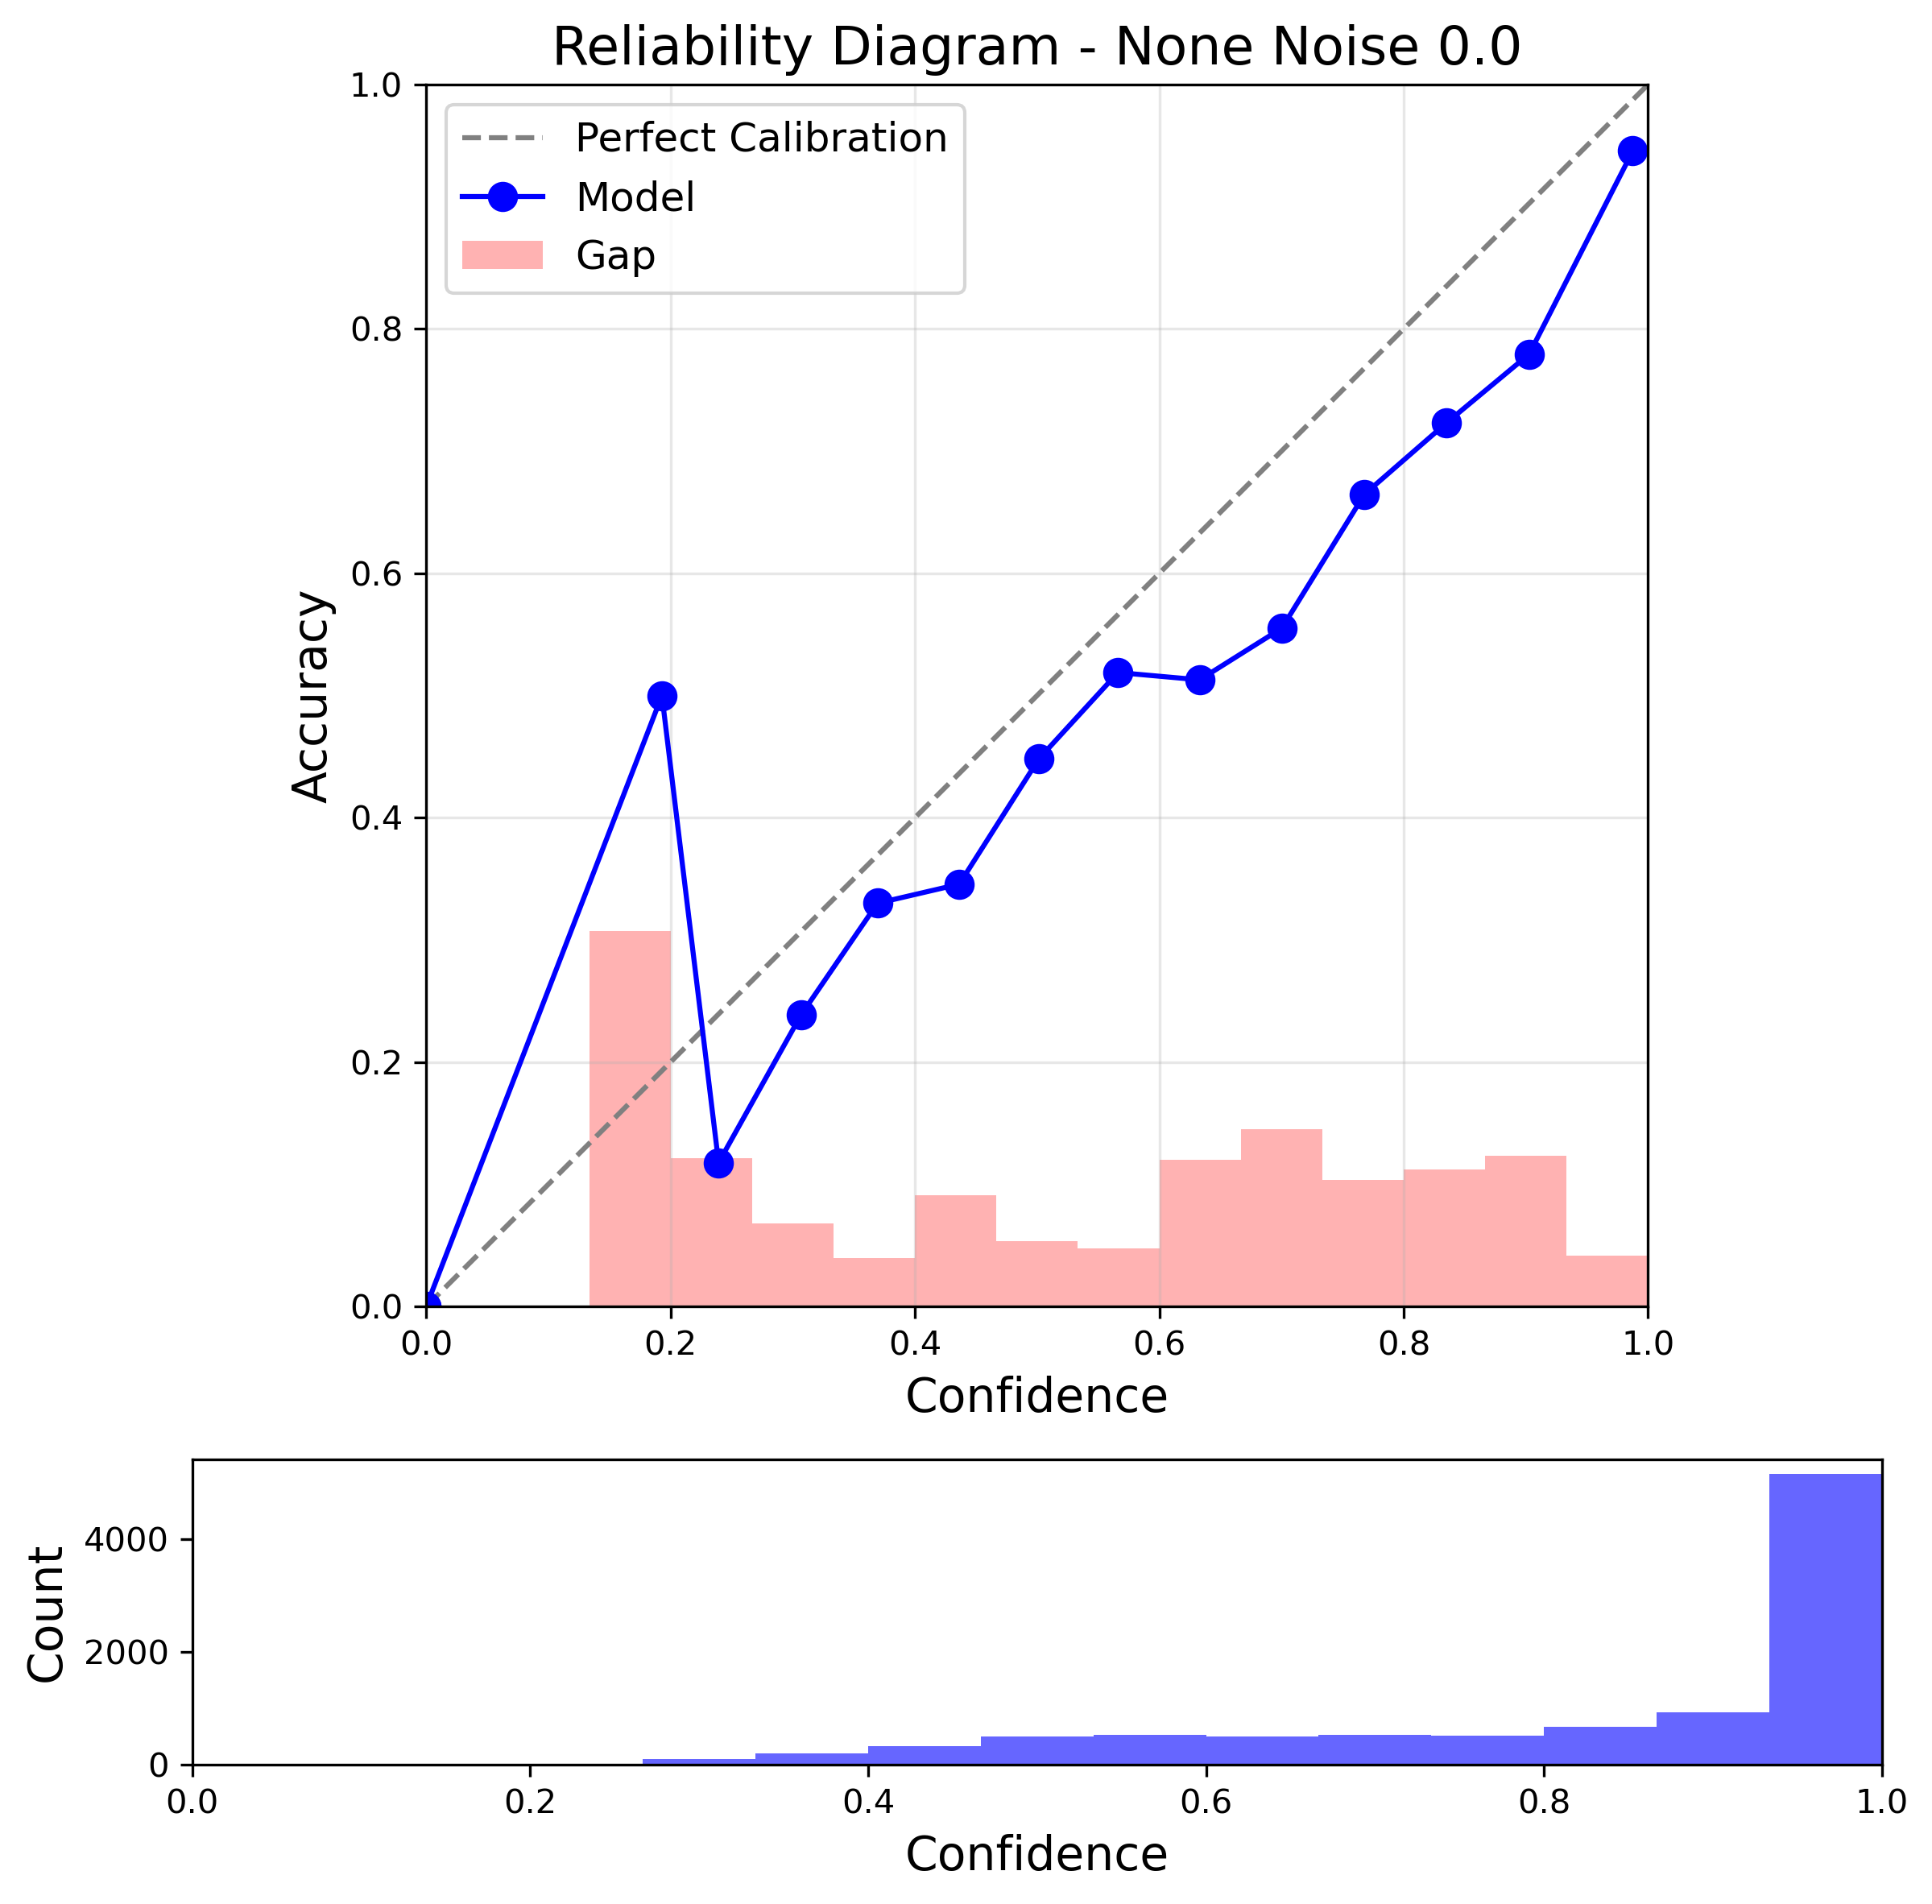 Reliability Diagram - None Noise 0.0
1.0
0.8
0.6
0.4
0.2
0.0
Accuracy
Perfect Calibration
Model
Gap
0.0 0.2 0.4 0.6 0.8 1.0
Confidence
4000
2000
0
Count
0.0 0.2 0.4 0.6 0.8 1.0
Confidence